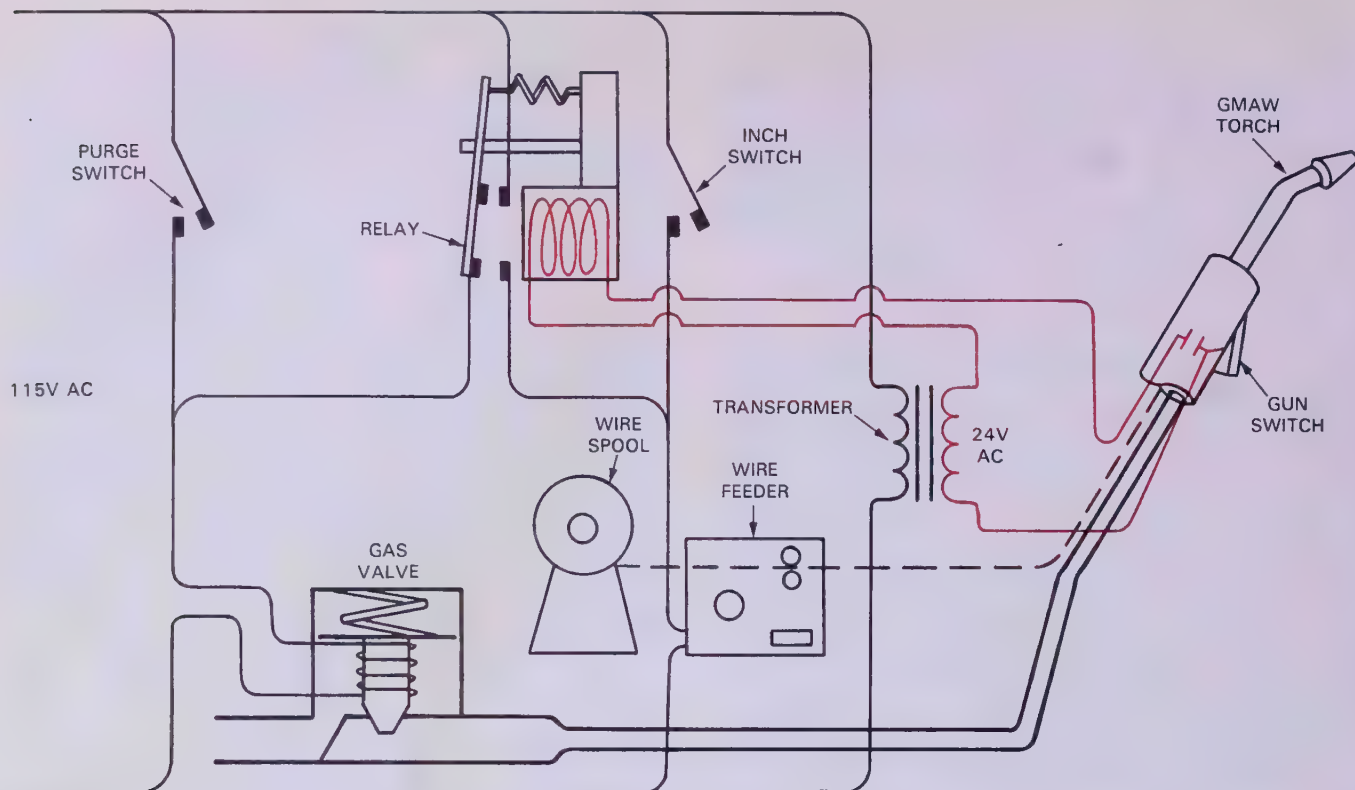 GMAW
TORCH
PURGE
SWITCH
INCH
SWITCH
RELAY
115V AC
TRANSFORMER
24V
AC
GUN
SWITCH
WIRE
SPOOL
WIRE
FEEDER
GAS
VALVE